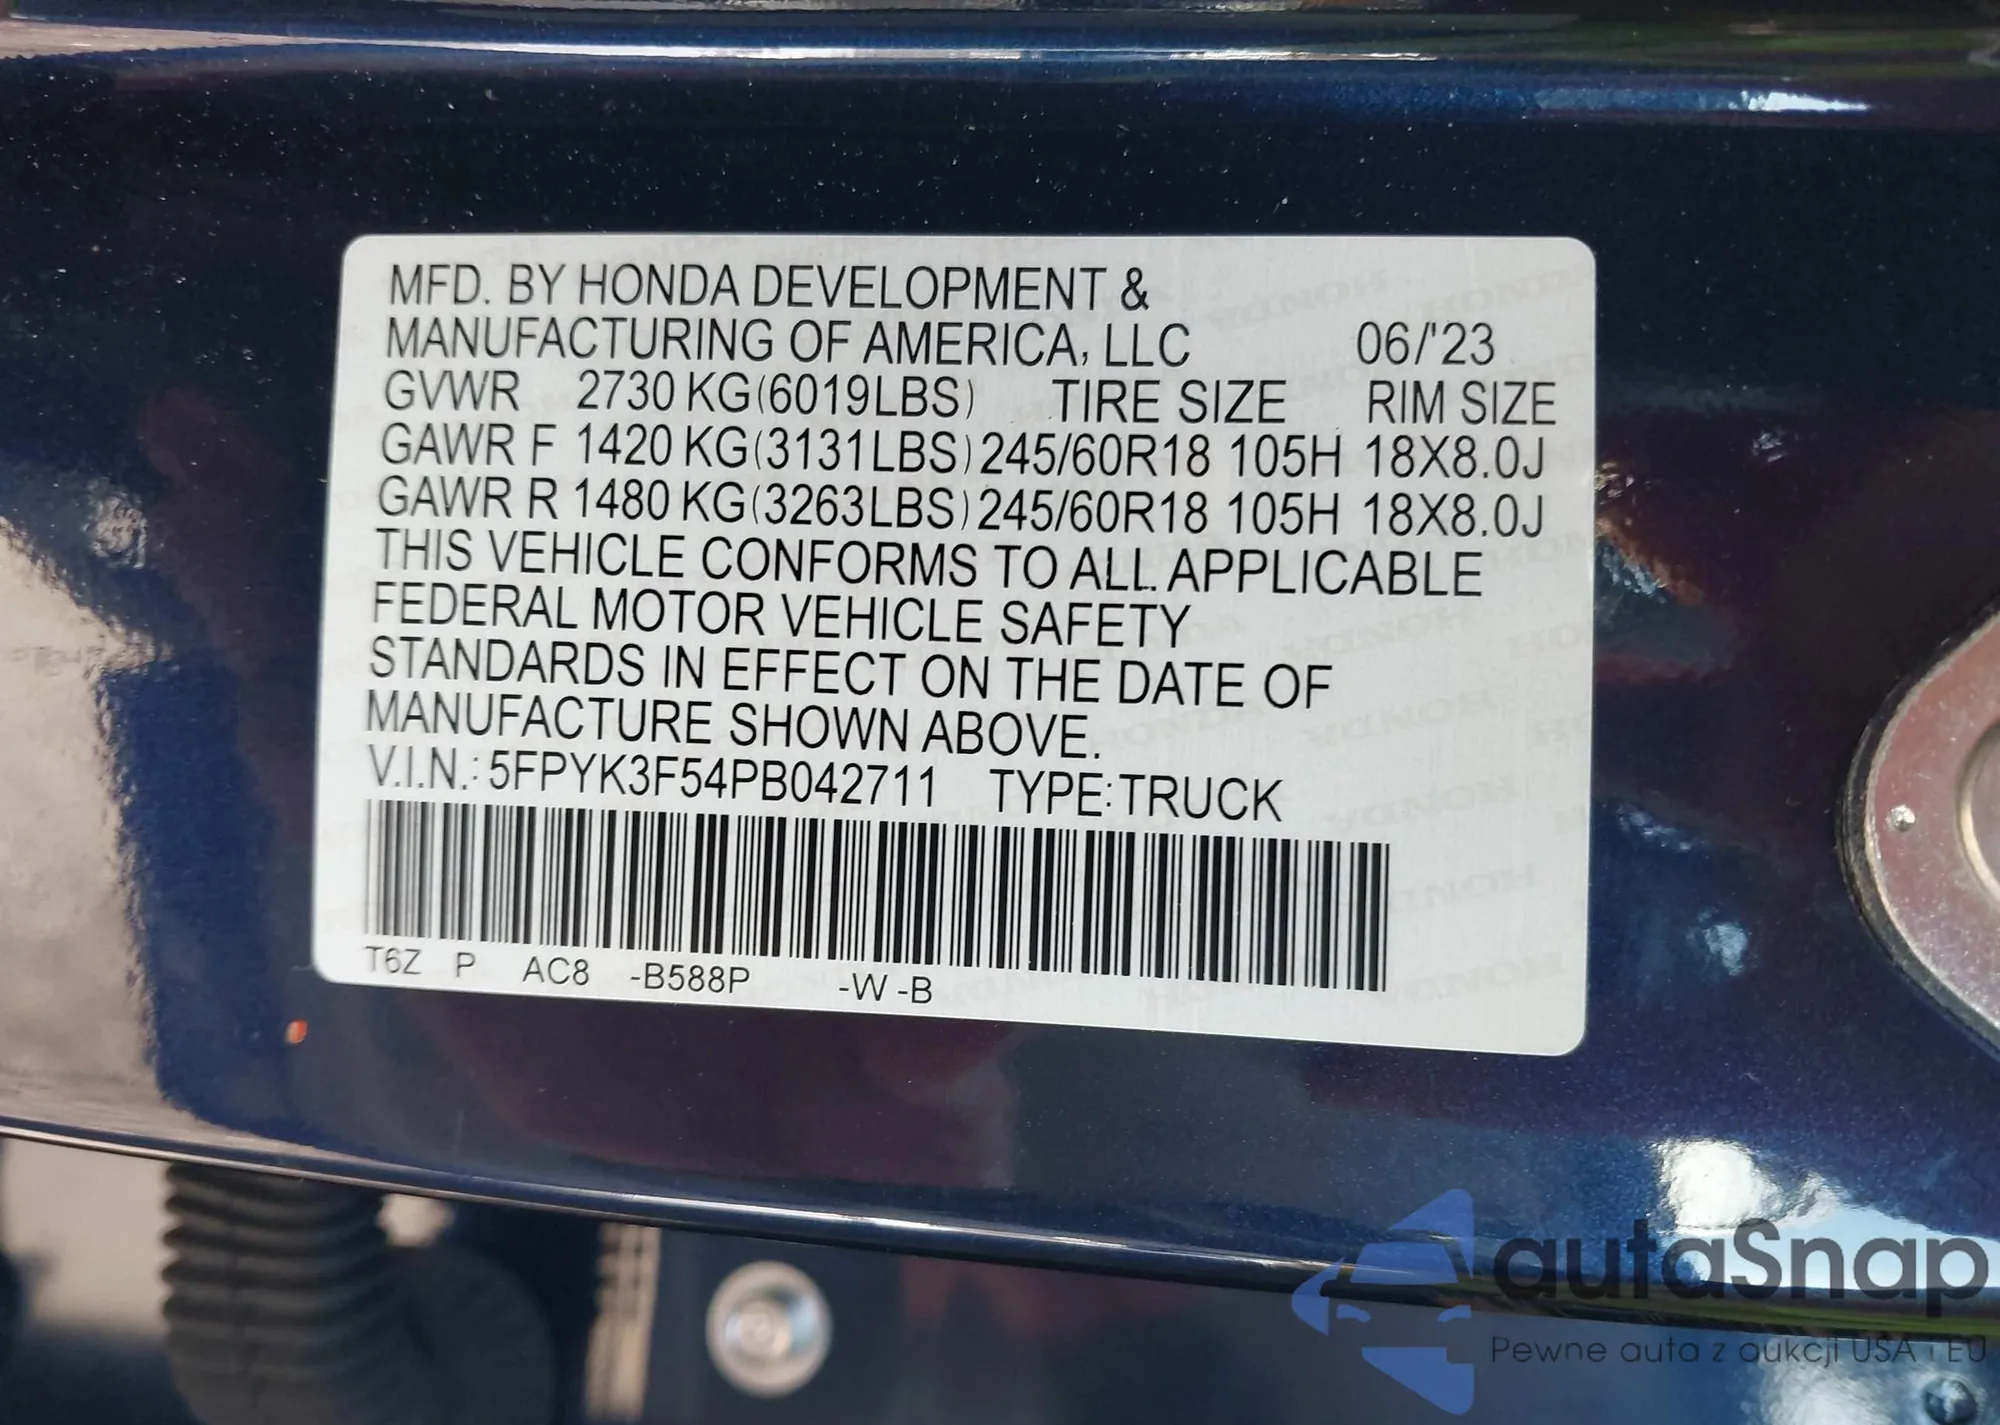 MFD. BY HONDA DEVELOPMENT &
MANUFACTURING OF AMERICA, LLC 06/'23
GVWR 2730 KG(6019LBS) TIRE SIZE RIM SIZE
GAWR F 1420 KG(3131LBS) 245/60R18 105H 18X8.0J
GAWR R 1480 KG(3263LBS) 245/60R18 105H 18X8.0J
THIS VEHICLE CONFORMS TO ALL APPLICABLE
FEDERAL MOTOR VEHICLE SAFETY
STANDARDS IN EFFECT ON THE DATE OF
MANUFACTURE SHOWN ABOVE.
V.I.N.: 5FPYK3F54PB042711 TYPE:TRUCK
T6Z P AC8 -B588P -W -B
autaSnap
Pewne auta z aukcji USA i EU